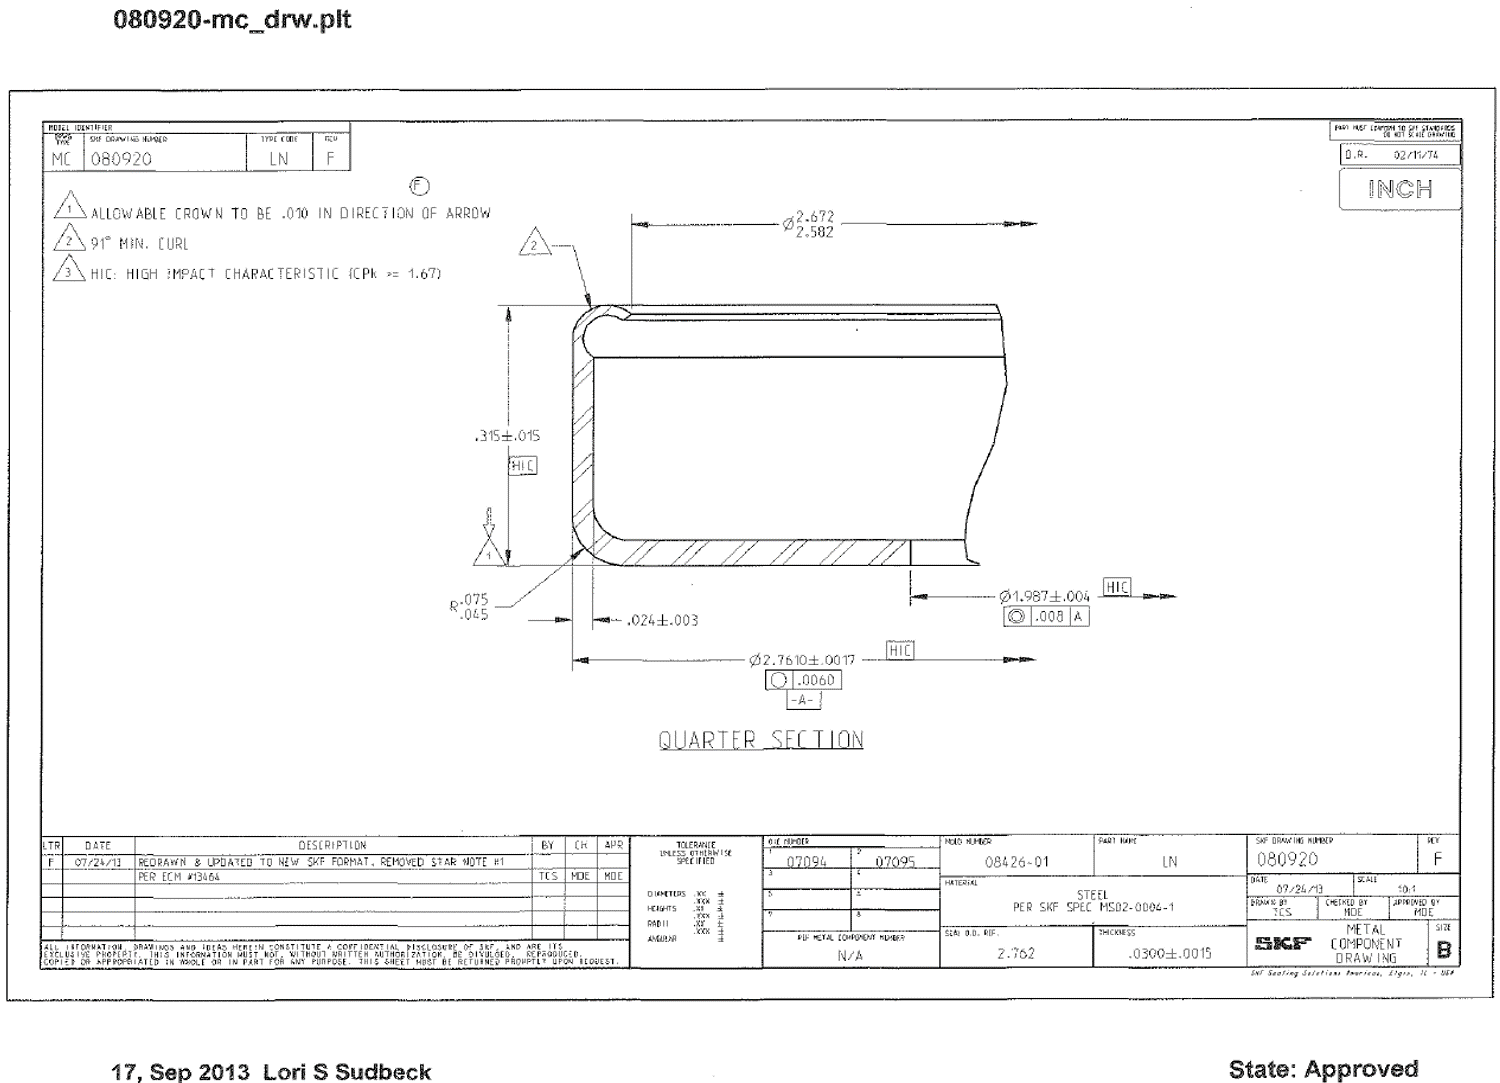 080920-mc_drw.plt
MODEL IDENTIFIER
DRWG TYPE SKF DRAWING NUMBER TYPE CODE REV
MC 080920 LN F
PART MUST CONFORM TO SKF STANDARDS
DO NOT SCALE DRAWING
O.R. 02/11/74
INCH
F
1 ALLOWABLE CROWN TO BE .010 IN DIRECTION OF ARROW
2 91° MIN. CURL
3 HIC: HIGH IMPACT CHARACTERISTIC (CPK >= 1.67)
Ø2.672
2.582
2
.315±.015
HIC
1
R.075
.045
.024±.003
Ø1.987±.004 HIC
◎ .008 A
Ø2.7610±.0017 HIC
○ .0060
-A-
QUARTER SECTION
LTR DATE DESCRIPTION BY CH APR
F 07/24/13 REDRAWN & UPDATED TO NEW SKF FORMAT, REMOVED STAR NOTE #1
PER ECM #13464 TCS MOE MOE
ALL INFORMATION, DRAWINGS AND IDEAS HEREIN CONSTITUTE A CONFIDENTIAL DISCLOSURE OF SKF, AND ARE ITS
EXCLUSIVE PROPERTY. THIS INFORMATION MUST NOT, WITHOUT WRITTEN AUTHORIZATION, BE DIVULGED, REPRODUCED,
COPIED OR APPROPRIATED IN WHOLE OR IN PART FOR ANY PURPOSE. THIS SHEET MUST BE RETURNED PROMPTLY UPON REQUEST.
TOLERANCE
UNLESS OTHERWISE
SPECIFIED
DIAMETERS .XX ±
.XXX ±
HEIGHTS .XX ±
.XXX ±
RADII .XX ±
.XXX ±
ANGULAR ±
DIE NUMBER
1 07094 2 07095
3 4
5 6
7 8
REF METAL COMPONENT NUMBER
N/A
MOLD NUMBER
08426-01
PART NAME
LN
MATERIAL
STEEL
PER SKF SPEC MS02-0004-1
SEAL O.D. REF.
2.762
THICKNESS
.0300±.0015
SKF DRAWING NUMBER REV
080920 F
DATE SCALE
07/24/13 10:1
DRAWN BY CHECKED BY APPROVED BY
TCS MOE MOE
SKF
METAL
COMPONENT
DRAWING
SIZE
B
SKF Sealing Solutions Americas, Elgin, IL - USA
17, Sep 2013 Lori S Sudbeck
State: Approved